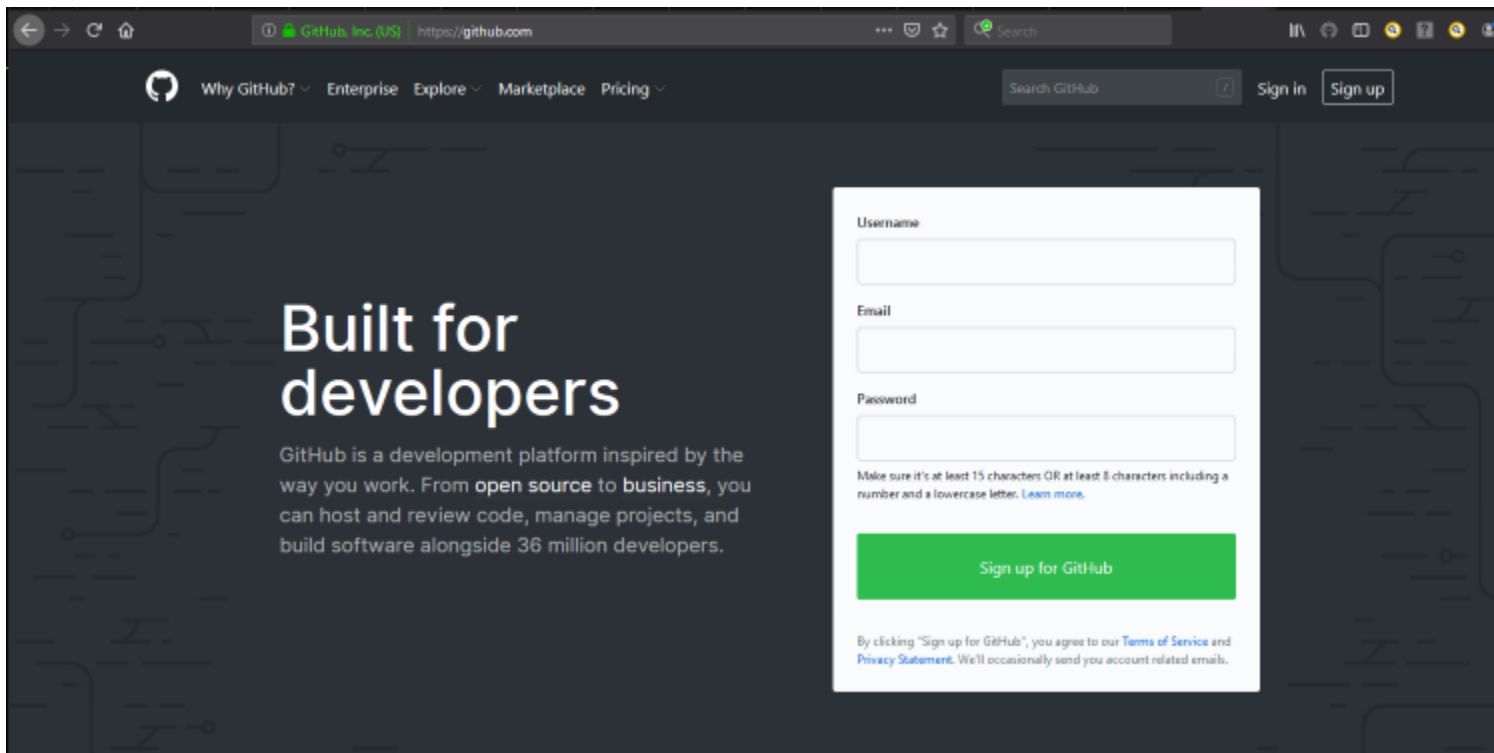 GitHub, Inc. (US) https://github.com Search
Why GitHub? Enterprise Explore Marketplace Pricing Search GitHub / Sign in Sign up
Built for
developers
GitHub is a development platform inspired by the
way you work. From open source to business, you
can host and review code, manage projects, and
build software alongside 36 million developers.
Username
Email
Password
Make sure it's at least 15 characters OR at least 8 characters including a
number and a lowercase letter. Learn more.
Sign up for GitHub
By clicking "Sign up for GitHub", you agree to our Terms of Service and
Privacy Statement. We'll occasionally send you account related emails.